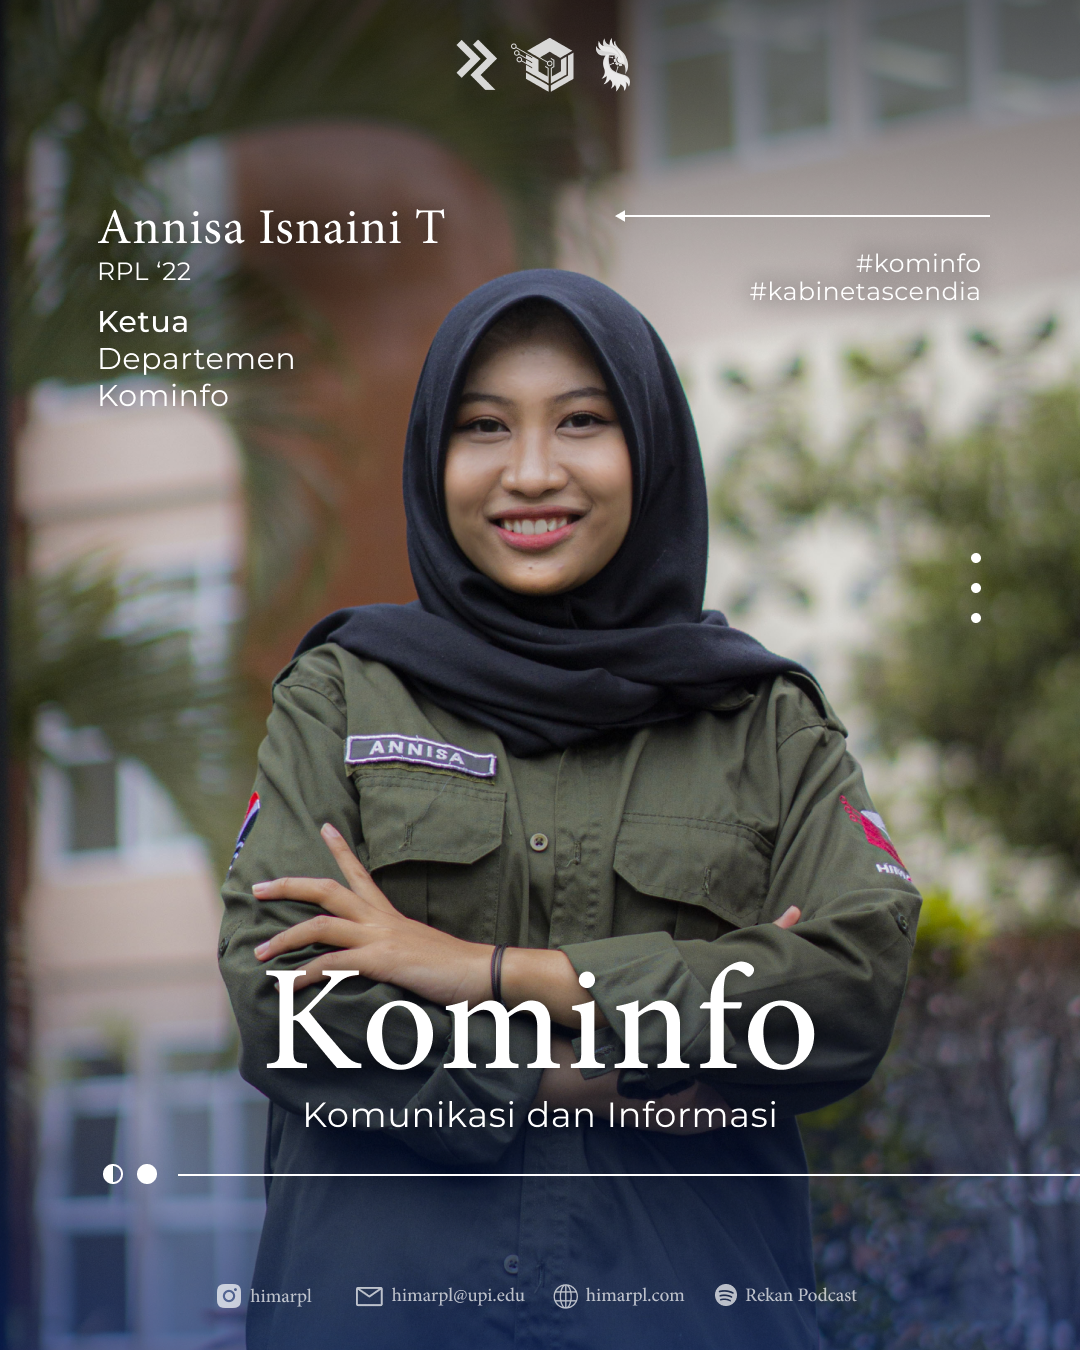 Annisa Isnaini T
RPL ‘22
Ketua
Departemen
Kominfo
#kominfo
#kabinetascendia
ANNISA
Kominfo
Komunikasi dan Informasi
himarpl
himarpl@upi.edu
himarpl.com
Rekan Podcast